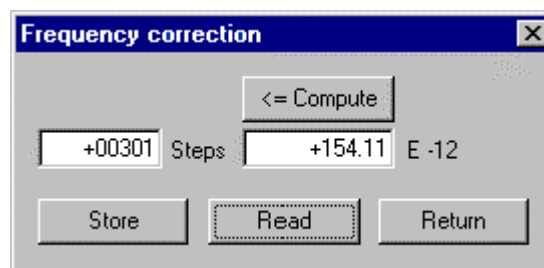 Frequency correction
<= Compute
+00301 Steps +154.11 E -12
Store Read Return